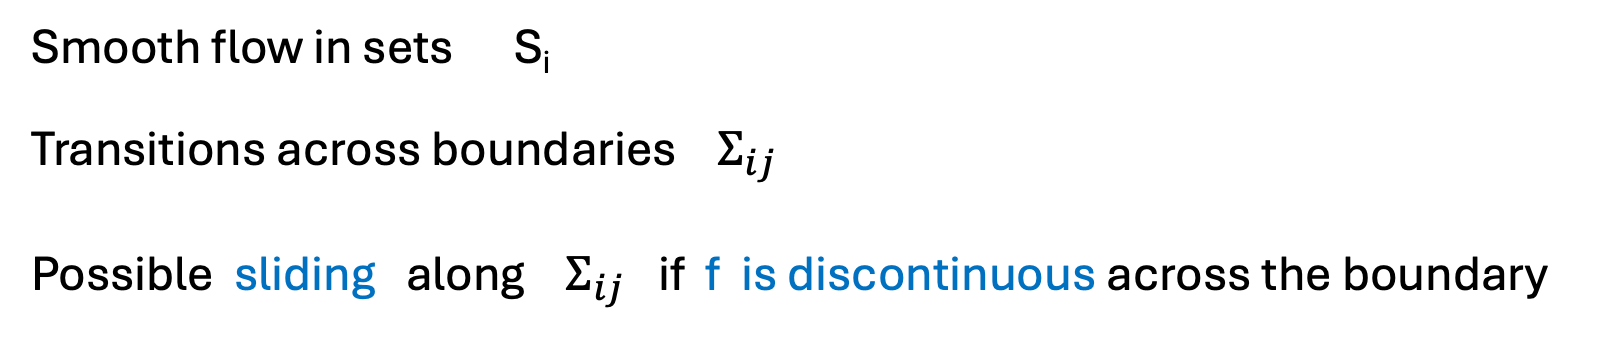 Smooth flow in sets S_i
Transitions across boundaries Σ_ij
Possible sliding along Σ_ij if f is discontinuous across the boundary